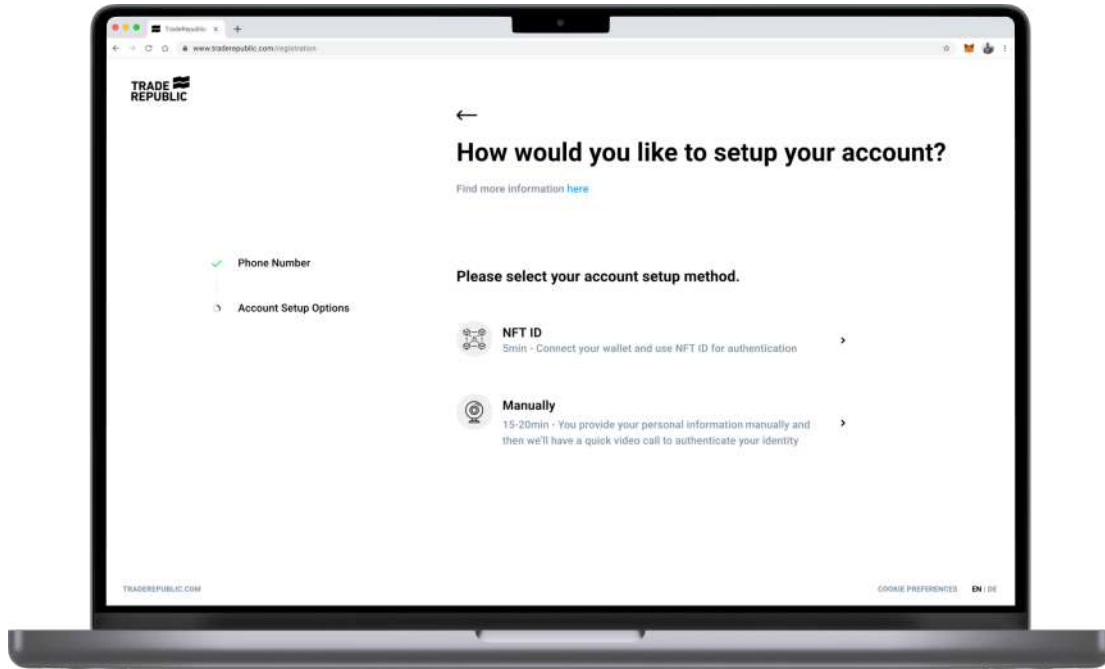 TradeRepublic
www.traderepublic.com/registration
TRADE
REPUBLIC
How would you like to setup your account?
Find more information here
Phone Number
Account Setup Options
Please select your account setup method.
NFT ID
5min - Connect your wallet and use NFT ID for authentication
Manually
15-20min - You provide your personal information manually and
then we'll have a quick video call to authenticate your identity
TRADEREPUBLIC.COM
COOKIE PREFERENCES EN | DE